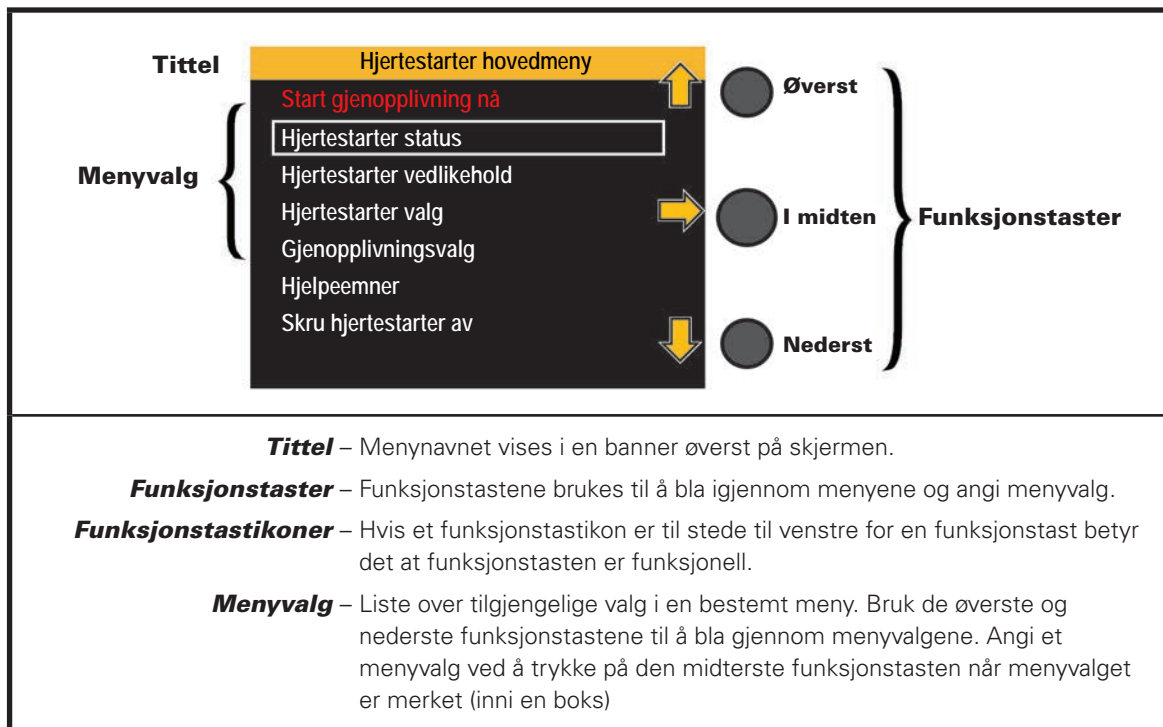 Tittel
Hjertestarter hovedmeny
Start gjenopplivning nå
Hjertestarter status
Hjertestarter vedlikehold
Hjertestarter valg
Gjenopplivningsvalg
Hjelpeemner
Skru hjertestarter av
Menyvalg
Øverst
I midten
Nederst
Funksjonstaster
Tittel – Menynavnet vises i en banner øverst på skjermen.
Funksjonstaster – Funksjonstastene brukes til å bla igjennom menyene og angi menyvalg.
Funksjonstastikoner – Hvis et funksjonstastikon er til stede til venstre for en funksjonstast betyr
det at funksjonstasten er funksjonell.
Menyvalg – Liste over tilgjengelige valg i en bestemt meny. Bruk de øverste og
nederste funksjonstastene til å bla gjennom menyvalgene. Angi et
menyvalg ved å trykke på den midterste funksjonstasten når menyvalget
er merket (inni en boks)